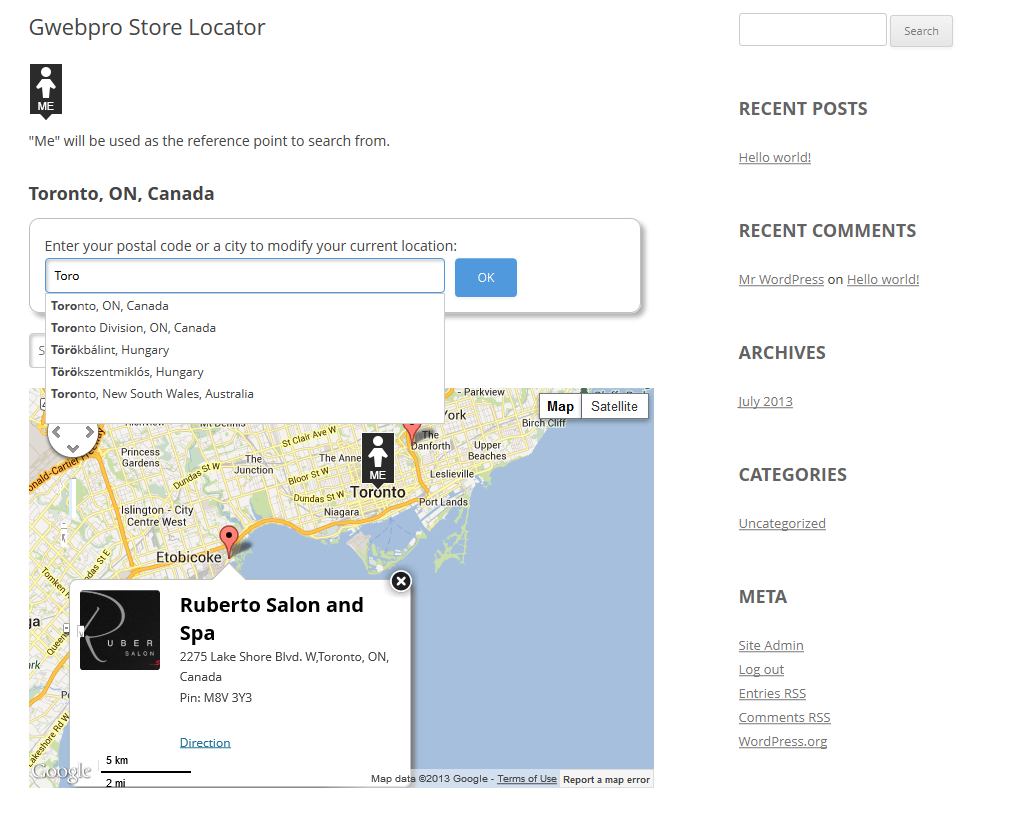 Gwebpro Store Locator
ME
"Me" will be used as the reference point to search from.
Toronto, ON, Canada
Enter your postal code or a city to modify your current location:
Toro
OK
Toronto, ON, Canada
Toronto Division, ON, Canada
Törökbálint, Hungary
Törökszentmiklós, Hungary
Toronto, New South Wales, Australia
S
Parkview
Map
Satellite
York
Birch Cliff
St Clair Ave W
The Danforth
Princess Gardens
The Junction
The Anne
ME
Upper Beaches
Dundas St W
Bloor St W
Leslieville
Dundas St W
Toronto
Port Lands
Islington - City Centre West
Niagara
Etobicoke
Ruberto Salon and
Spa
2275 Lake Shore Blvd. W,Toronto, ON,
Canada
Pin: M8V 3Y3
Direction
RUBER
SALON
Lakeshore Rd W
Google
5 km
2 mi
Map data ©2013 Google - Terms of Use
Report a map error
Search
RECENT POSTS
Hello world!
RECENT COMMENTS
Mr WordPress on Hello world!
ARCHIVES
July 2013
CATEGORIES
Uncategorized
META
Site Admin
Log out
Entries RSS
Comments RSS
WordPress.org